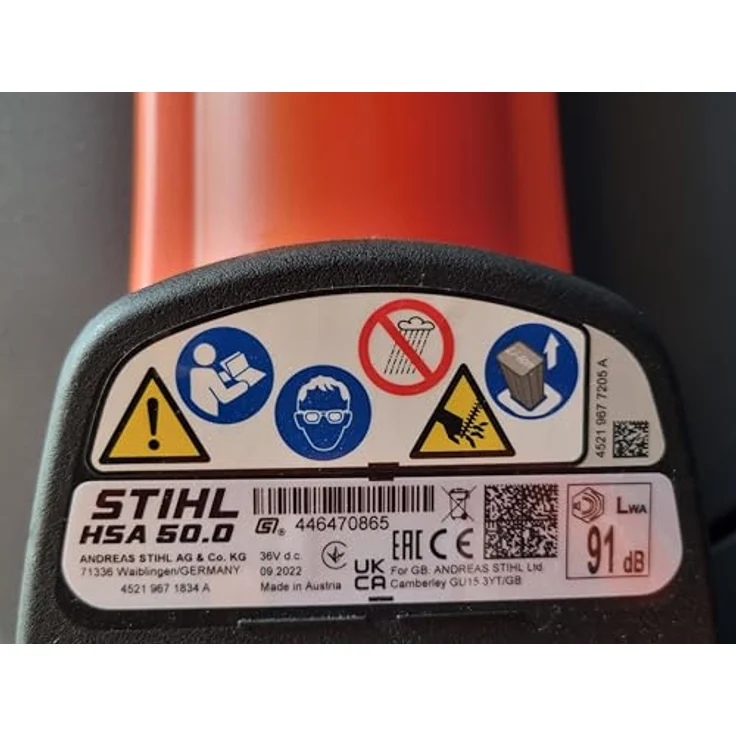 Li-Ion
4521 967 7205 A
STIHL
HSA 50.0
ANDREAS STIHL AG & Co. KG
71336 Waiblingen/GERMANY
4521 967 1834 A
446470865
36V d.c.
09.2022
Made in Austria
EAC CE
UK
CA
For GB: ANDREAS STIHL Ltd.
Camberley GU15 3YT/GB
LWA
91 dB